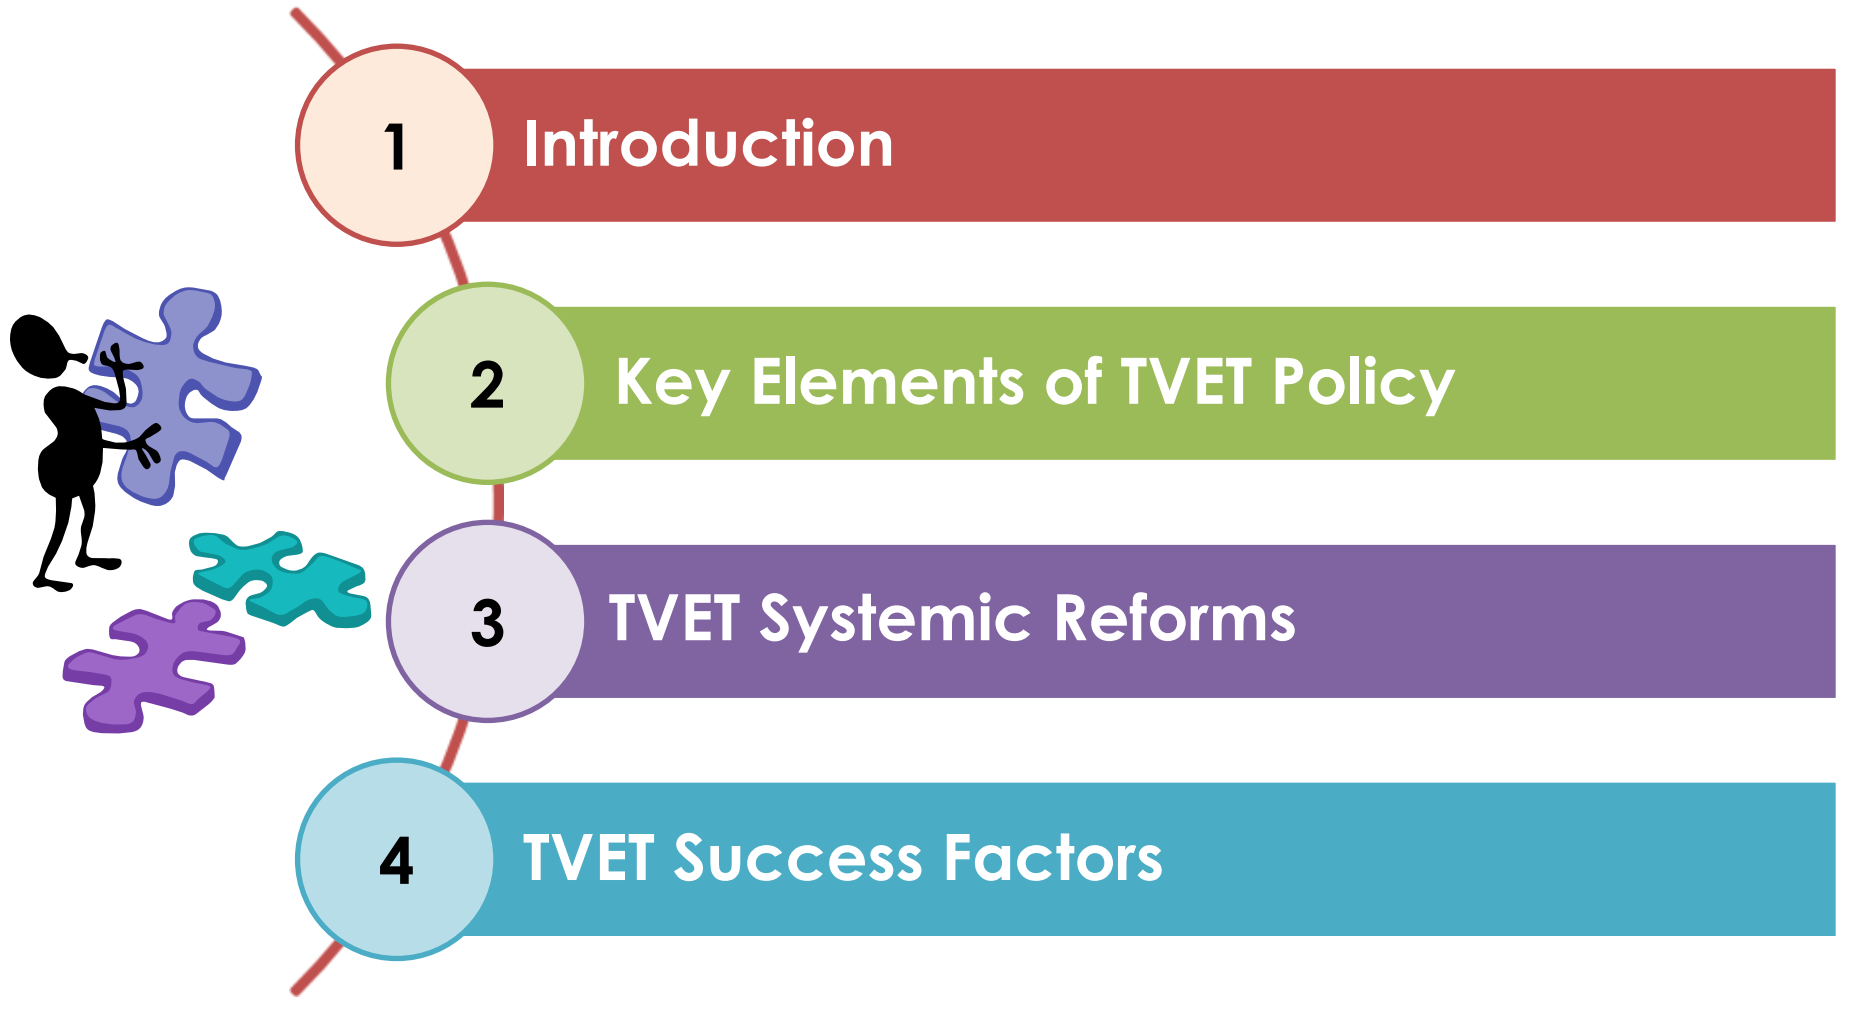 1
Introduction
2
Key Elements of TVET Policy
3
TVET Systemic Reforms
4
TVET Success Factors